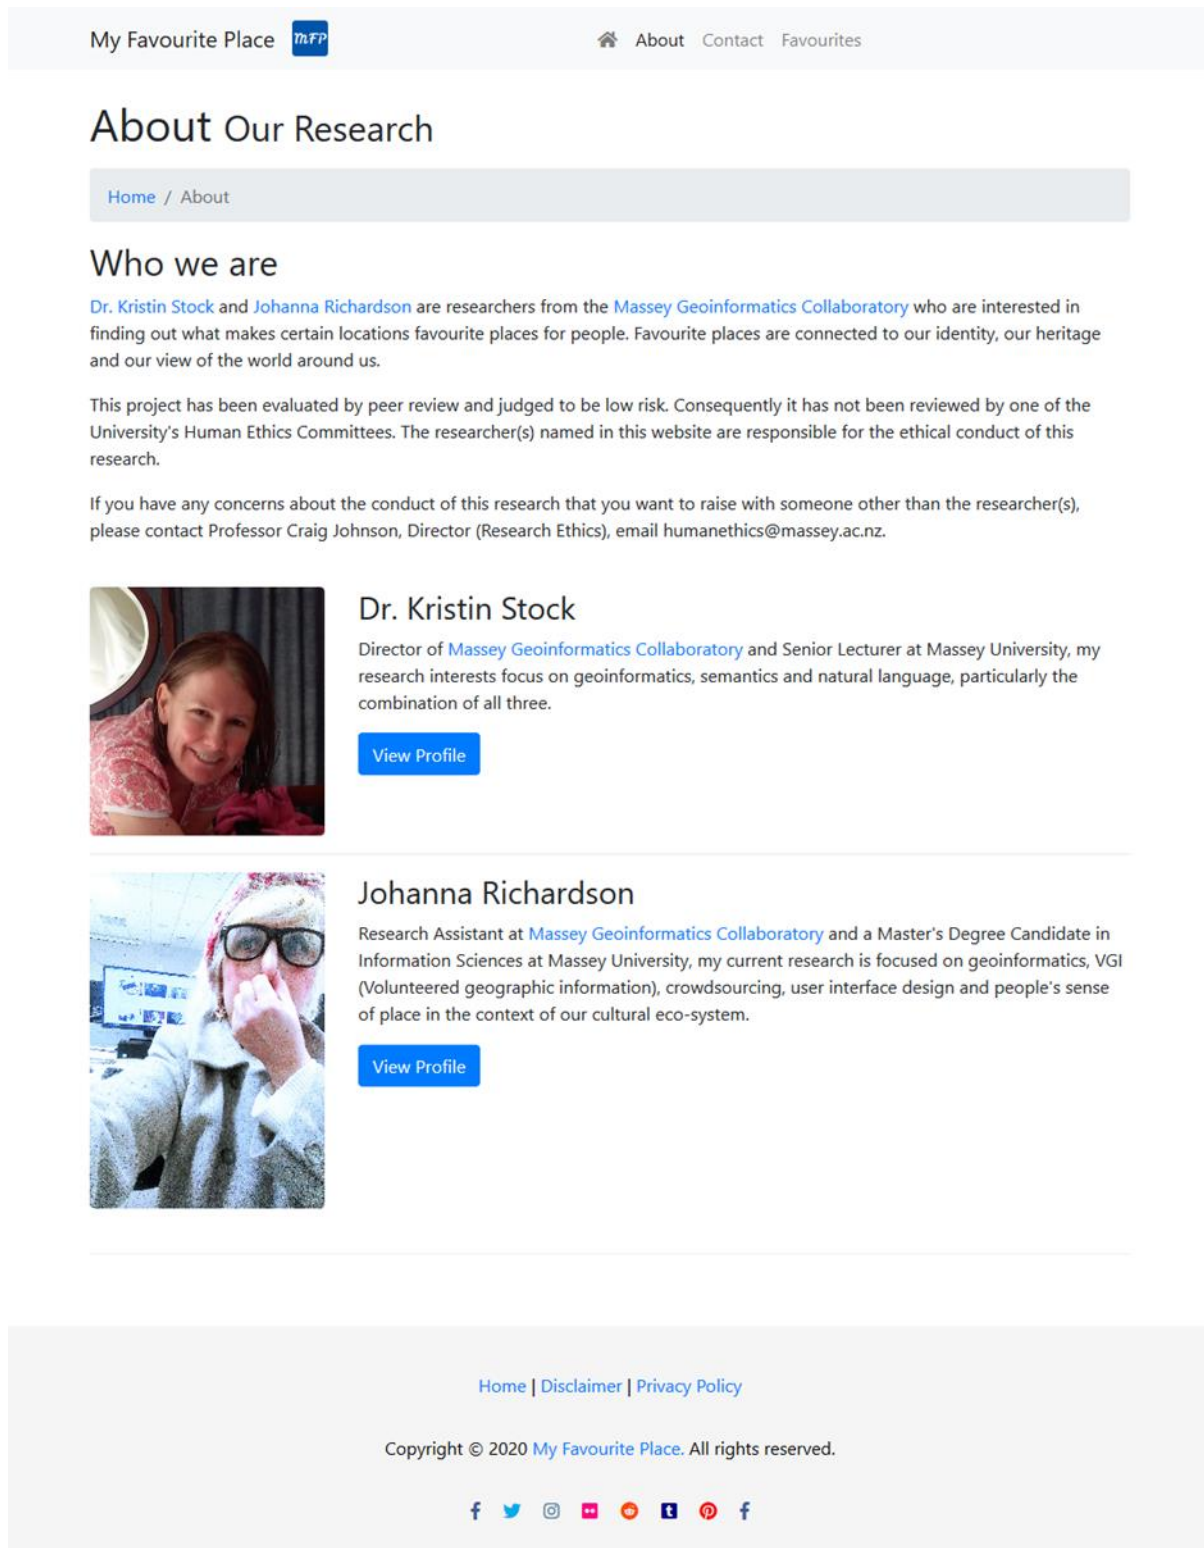 My Favourite Place MFP About Contact Favourites
About Our Research
Home / About
Who we are
Dr. Kristin Stock and Johanna Richardson are researchers from the Massey Geoinformatics Collaboratory who are interested in
finding out what makes certain locations favourite places for people. Favourite places are connected to our identity, our heritage
and our view of the world around us.
This project has been evaluated by peer review and judged to be low risk. Consequently it has not been reviewed by one of the
University's Human Ethics Committees. The researcher(s) named in this website are responsible for the ethical conduct of this
research.
If you have any concerns about the conduct of this research that you want to raise with someone other than the researcher(s),
please contact Professor Craig Johnson, Director (Research Ethics), email humanethics@massey.ac.nz.
Dr. Kristin Stock
Director of Massey Geoinformatics Collaboratory and Senior Lecturer at Massey University, my
research interests focus on geoinformatics, semantics and natural language, particularly the
combination of all three.
View Profile
Johanna Richardson
Research Assistant at Massey Geoinformatics Collaboratory and a Master's Degree Candidate in
Information Sciences at Massey University, my current research is focused on geoinformatics, VGI
(Volunteered geographic information), crowdsourcing, user interface design and people's sense
of place in the context of our cultural eco-system.
View Profile
Home | Disclaimer | Privacy Policy
Copyright © 2020 My Favourite Place. All rights reserved.